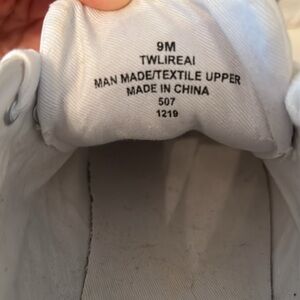 9M
TWLIREAI
MAN MADE/TEXTILE UPPER
MADE IN CHINA
507
1219